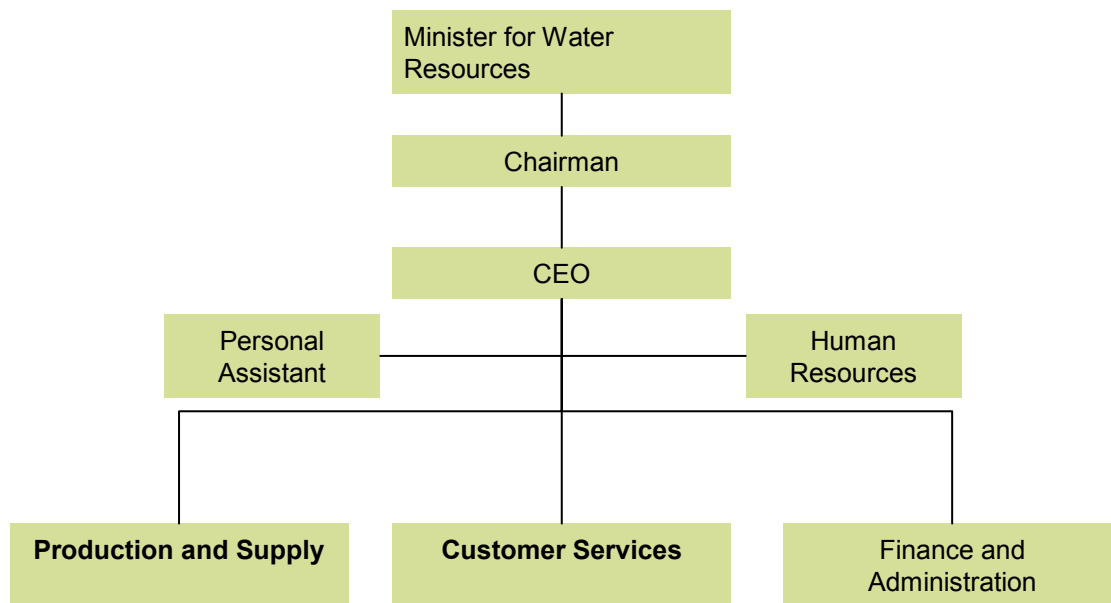 Minister for Water
Resources
Chairman
CEO
Personal
Assistant
Human
Resources
Production and Supply
Customer Services
Finance and
Administration